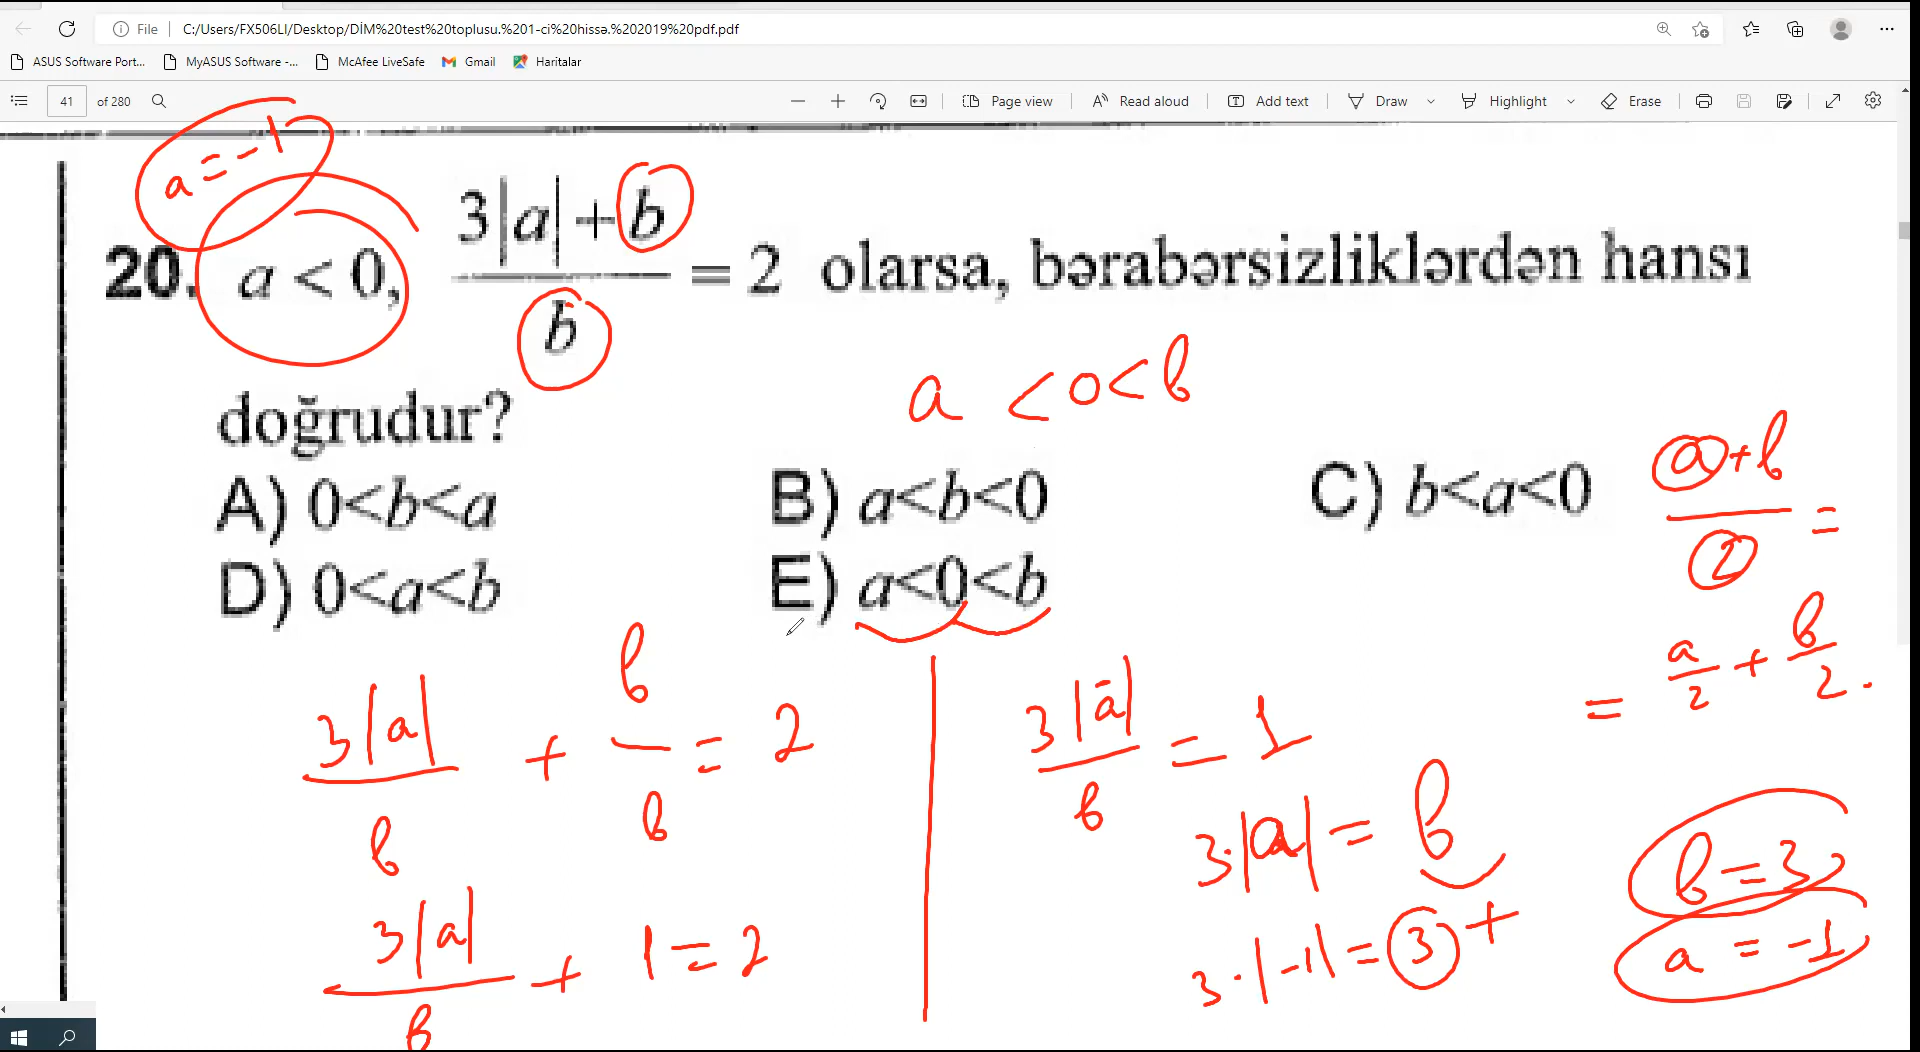 File C:/Users/FX506LI/Desktop/DİM%20test%20toplusu.%201-ci%20hissə.%202019%20pdf.pdf
ASUS Software Port... MyASUS Software -... McAfee LiveSafe Gmail Haritalar
41 of 280 Page view Read aloud Add text Draw Highlight Erase
a = -1
20. a < 0, (3|a| + b)/b = 2 olarsa, bərabərsizliklərdən hansı
doğrudur?
a < 0 < b
A) 0<b<a B) a<b<0 C) b<a<0
D) 0<a<b E) a<0<b
(a+b)/2 =
= a/2 + b/2.
3|a|/b + b/b = 2
3|a|/b + 1 = 2
3|a|/b = 1
3·|a| = b
3·|-1| = 3 +
b = 3
a = -1